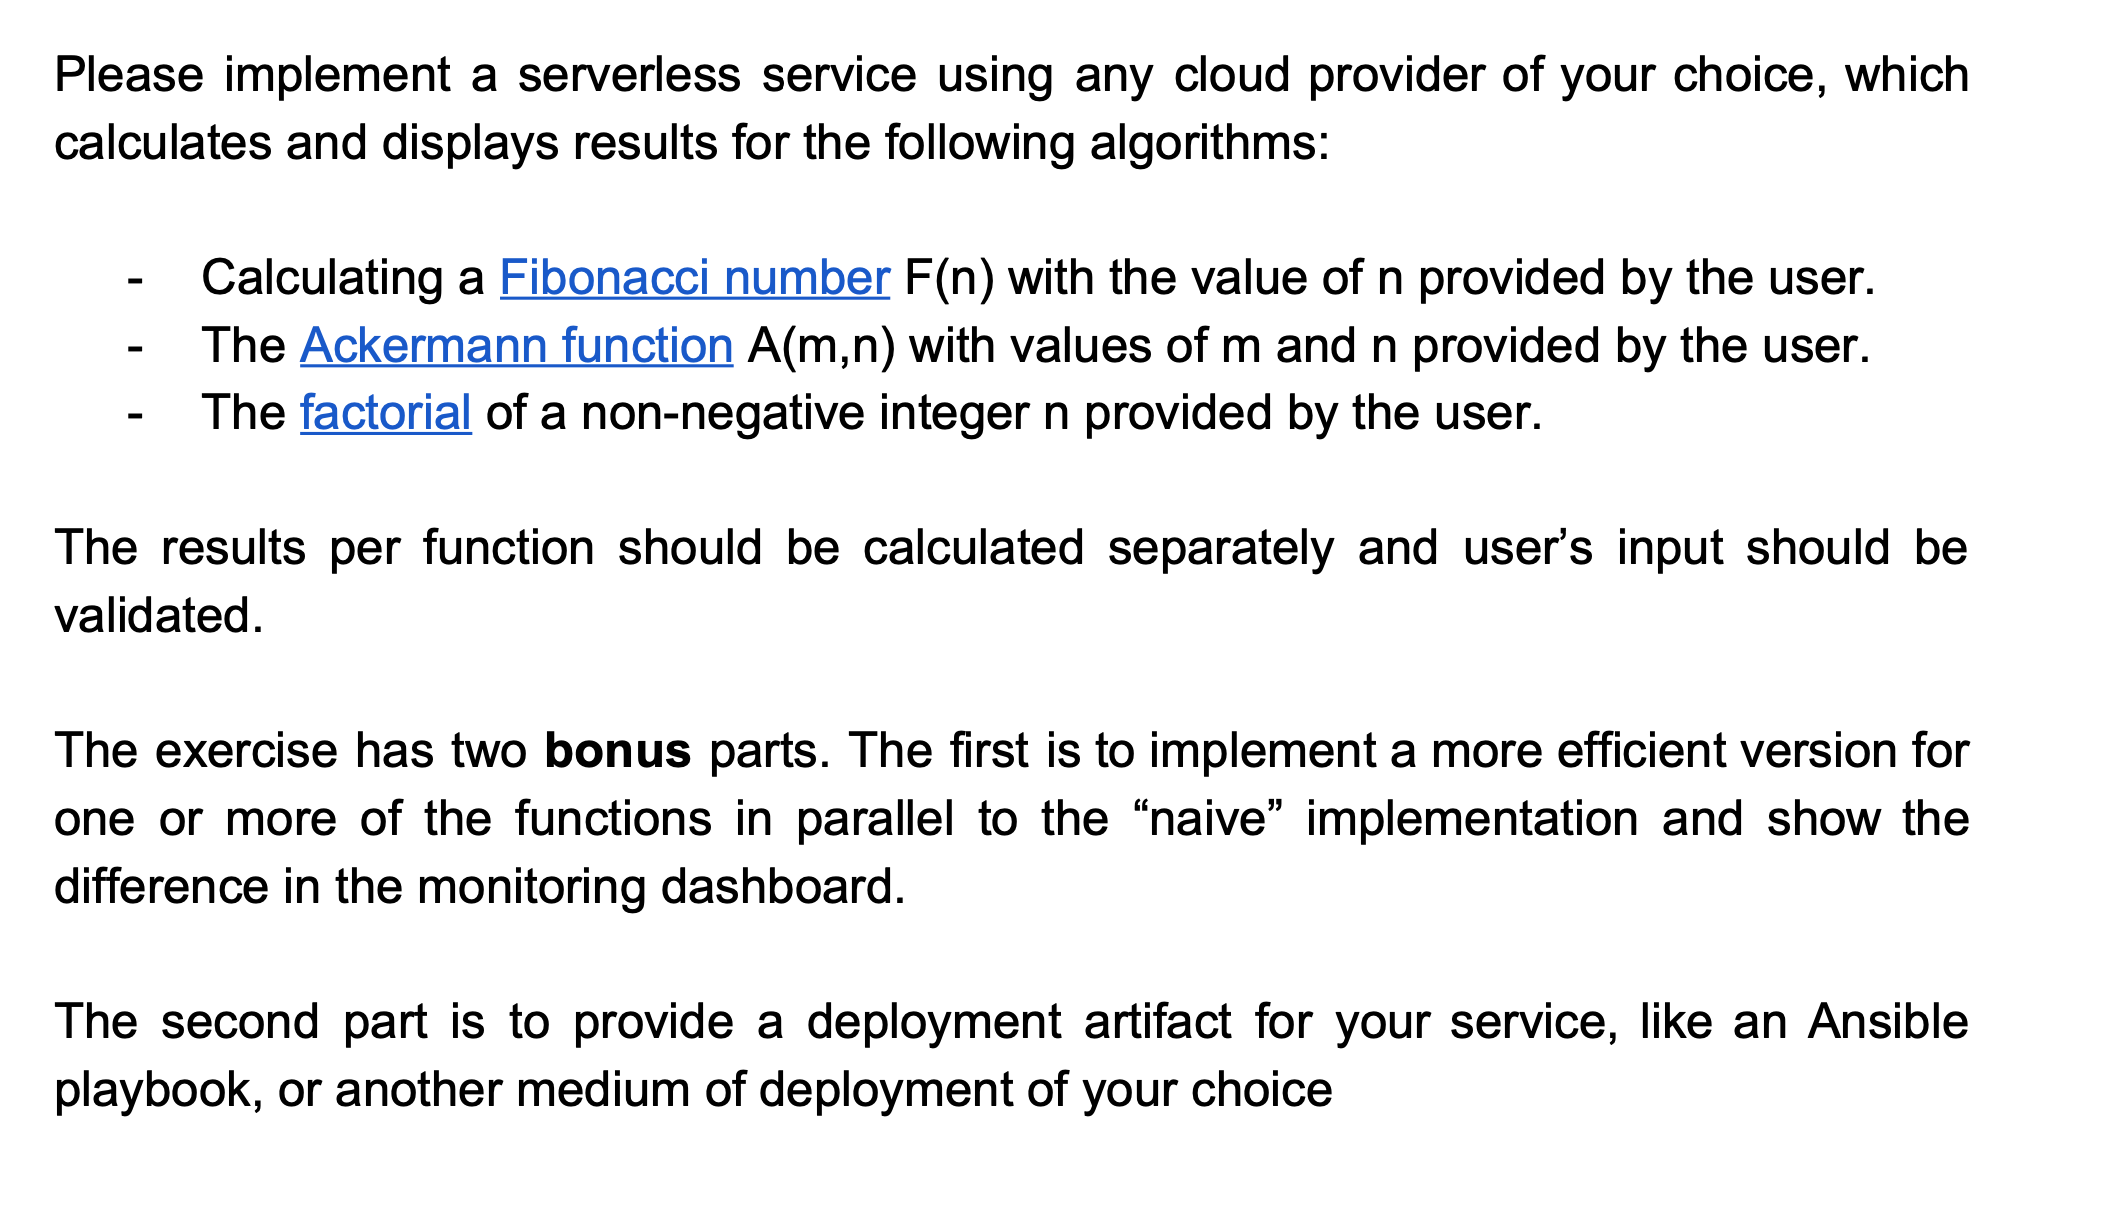 Please implement a serverless service using any cloud provider of your choice, which
calculates and displays results for the following algorithms:
- Calculating a Fibonacci number F(n) with the value of n provided by the user.
- The Ackermann function A(m,n) with values of m and n provided by the user.
- The factorial of a non-negative integer n provided by the user.
The results per function should be calculated separately and user’s input should be
validated.
The exercise has two bonus parts. The first is to implement a more efficient version for
one or more of the functions in parallel to the “naive” implementation and show the
difference in the monitoring dashboard.
The second part is to provide a deployment artifact for your service, like an Ansible
playbook, or another medium of deployment of your choice